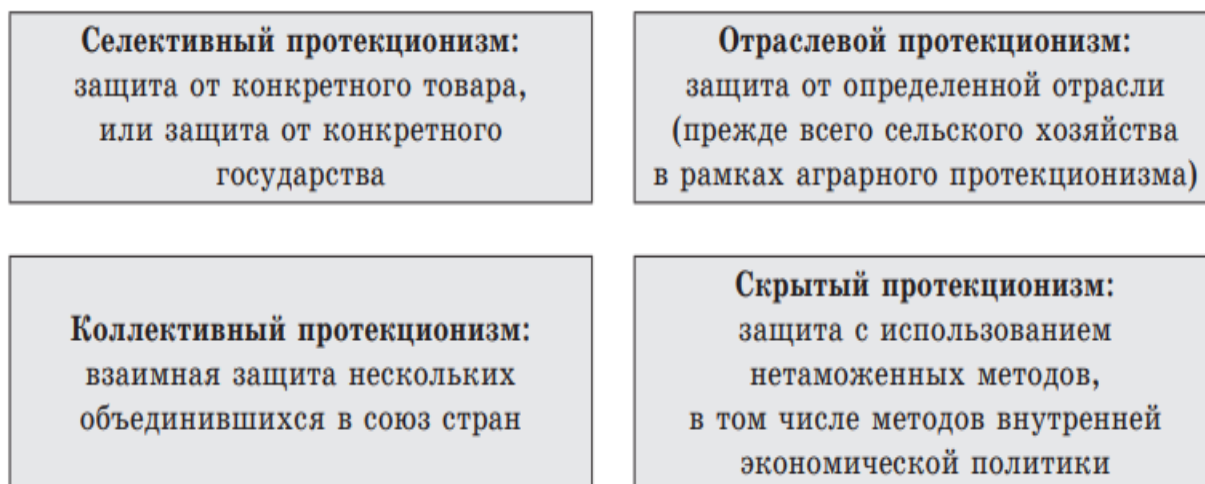 Селективный протекционизм:
защита от конкретного товара,
или защита от конкретного
государства
Отраслевой протекционизм:
защита от определенной отрасли
(прежде всего сельского хозяйства
в рамках аграрного протекционизма)
Коллективный протекционизм:
взаимная защита нескольких
объединившихся в союз стран
Скрытый протекционизм:
защита с использованием
нетаможенных методов,
в том числе методов внутренней
экономической политики